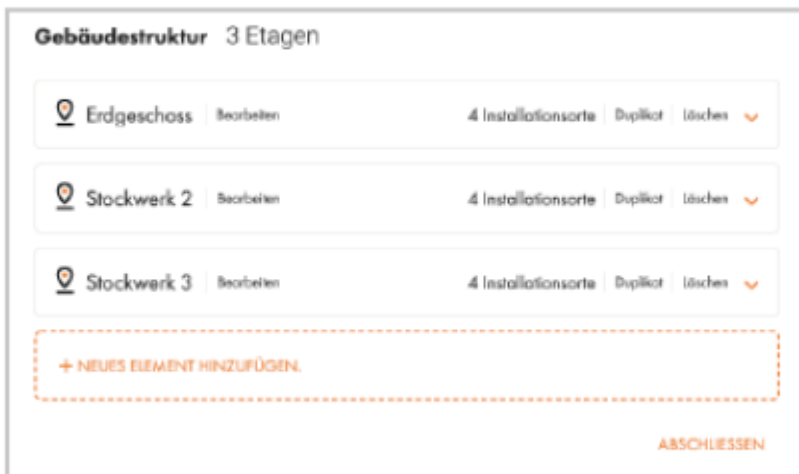 Gebäudestruktur 3 Etagen
Erdgeschoss Bearbeiten 4 Installationsorte Duplikat Löschen
Stockwerk 2 Bearbeiten 4 Installationsorte Duplikat Löschen
Stockwerk 3 Bearbeiten 4 Installationsorte Duplikat Löschen
+ NEUES ELEMENT HINZUFÜGEN.
ABSCHLIESSEN